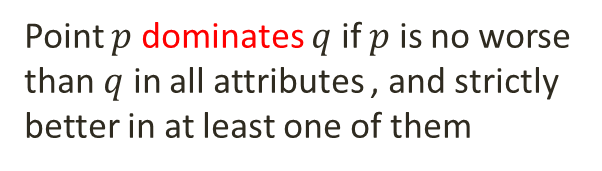 Point p dominates q if p is no worse
than q in all attributes , and strictly
better in at least one of them